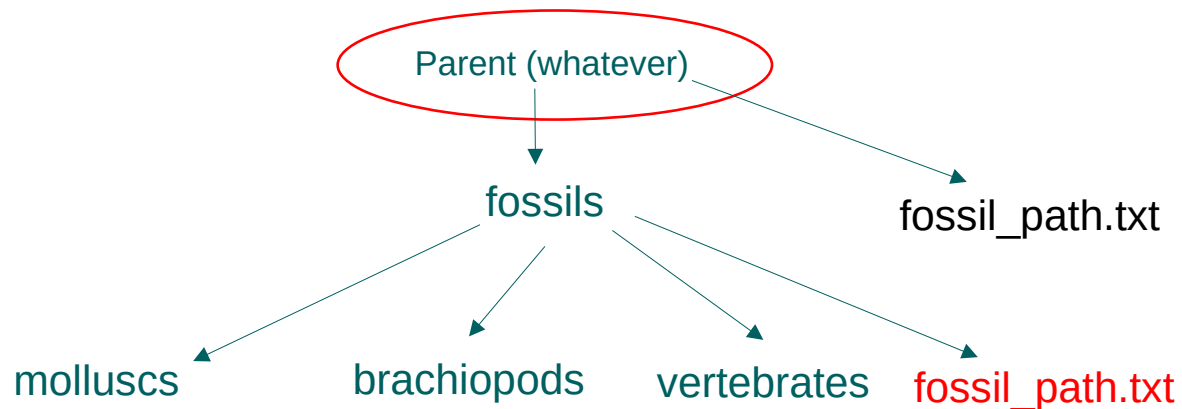 Parent (whatever)
fossils
fossil_path.txt
molluscs
brachiopods
vertebrates
fossil_path.txt